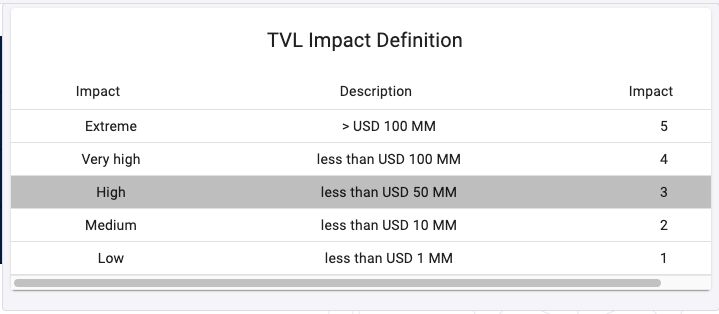 TVL Impact Definition
Impact Description Impact
Extreme > USD 100 MM 5
Very high less than USD 100 MM 4
High less than USD 50 MM 3
Medium less than USD 10 MM 2
Low less than USD 1 MM 1